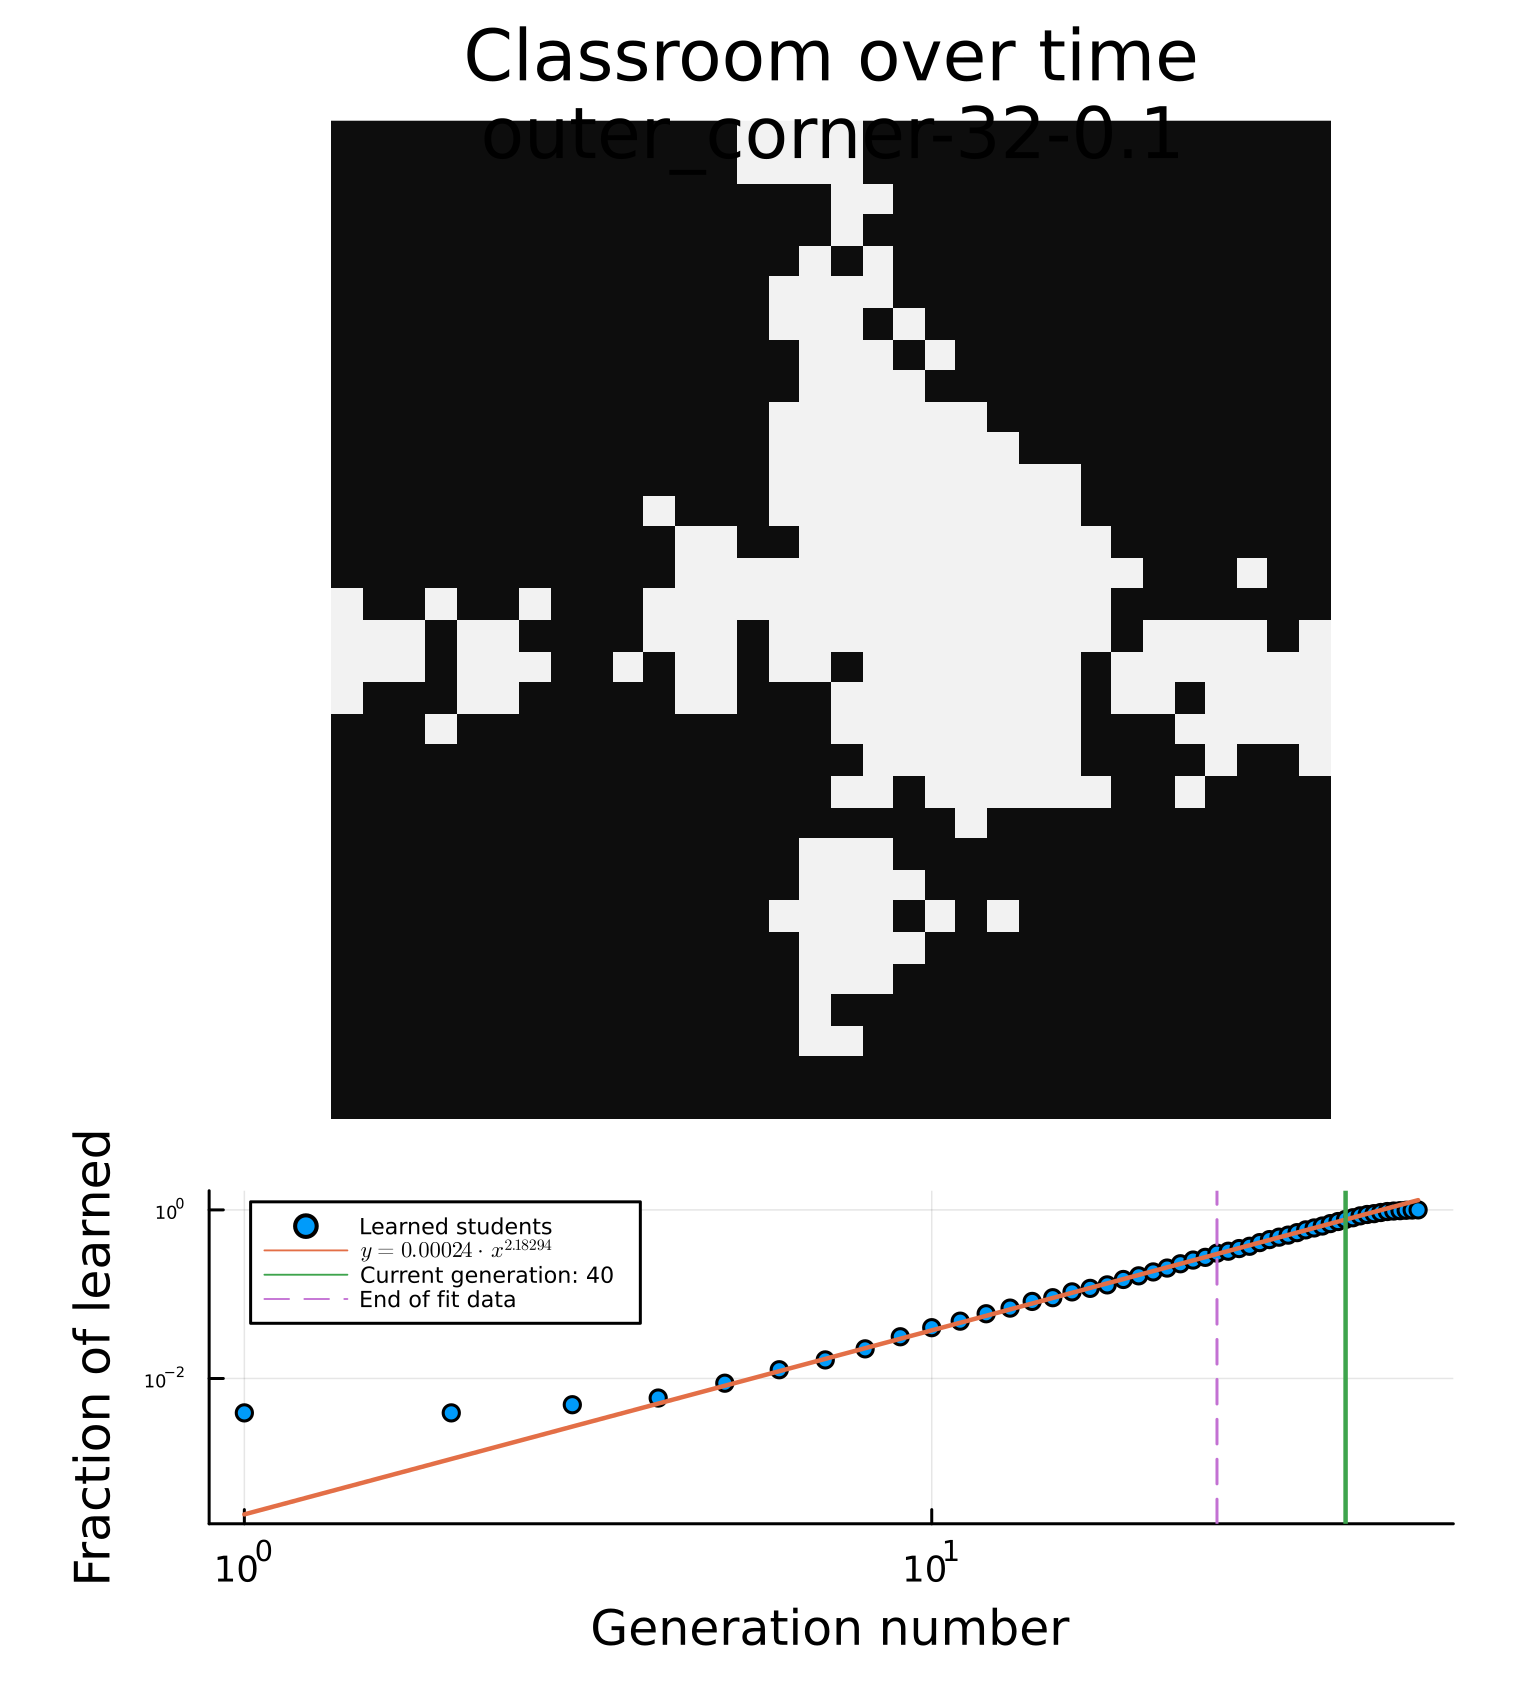 Classroom over time
outer_corner-32-0.1
Fraction of learned
10⁰
10⁻²
Learned students
y = 0.00024 · x^2.18294
Current generation: 40
End of fit data
10⁰
10¹
Generation number